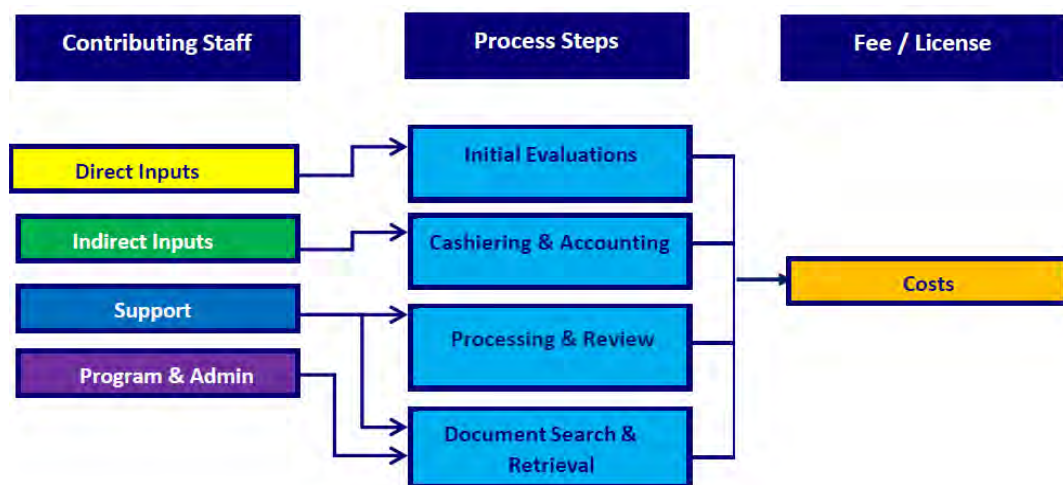 Contributing Staff
Process Steps
Fee / License
Direct Inputs
Indirect Inputs
Support
Program & Admin
Initial Evaluations
Cashiering & Accounting
Processing & Review
Document Search &
Retrieval
Costs